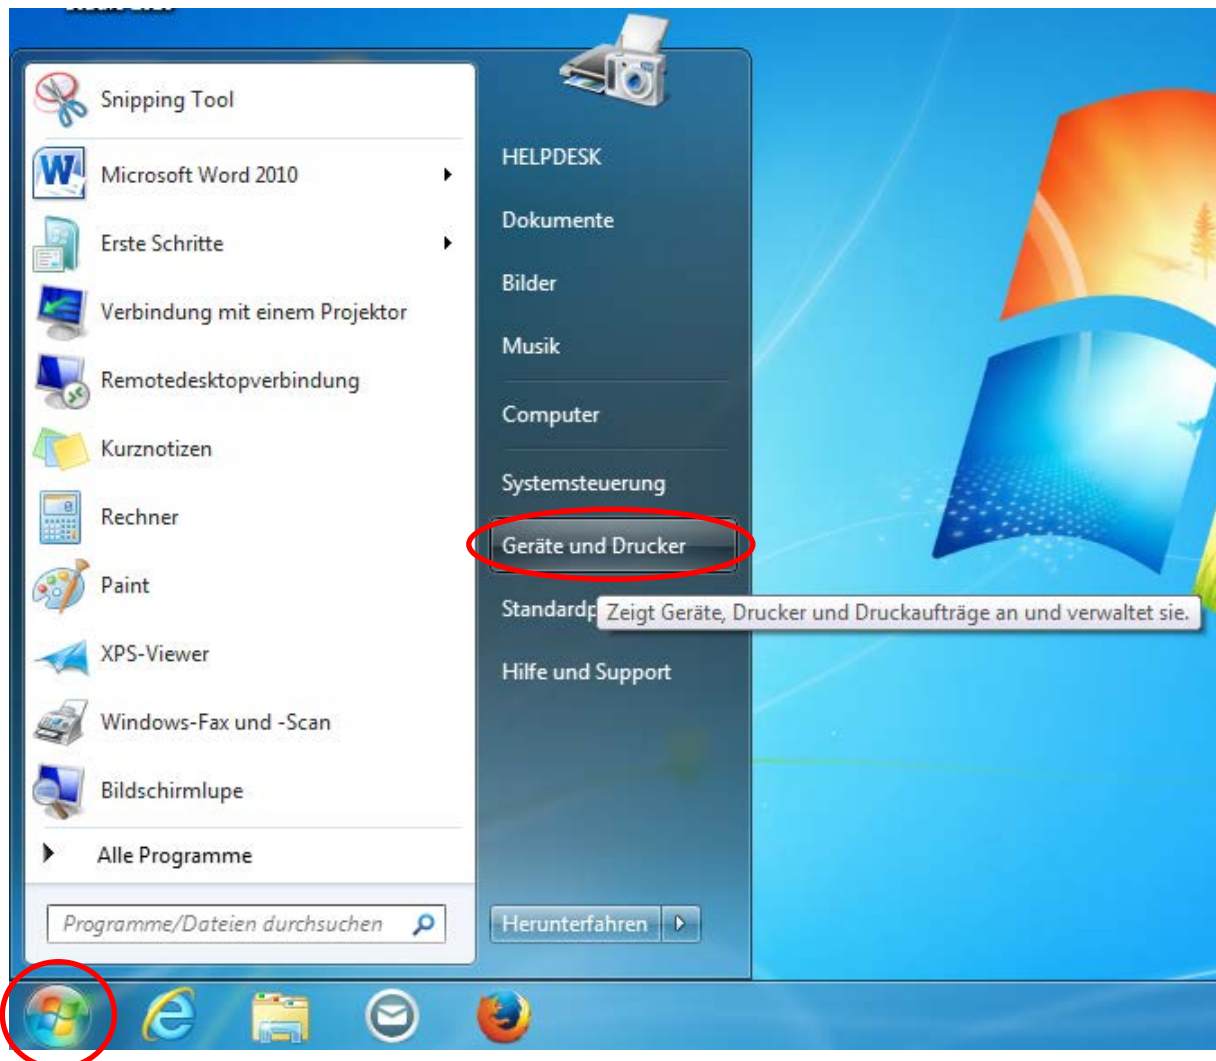 Snipping Tool
Microsoft Word 2010
Erste Schritte
Verbindung mit einem Projektor
Remotedesktopverbindung
Kurznotizen
Rechner
Paint
XPS-Viewer
Windows-Fax und -Scan
Bildschirmlupe
Alle Programme
Programme/Dateien durchsuchen
HELPDESK
Dokumente
Bilder
Musik
Computer
Systemsteuerung
Geräte und Drucker
Zeigt Geräte, Drucker und Druckaufträge an und verwaltet sie.
Hilfe und Support
Herunterfahren